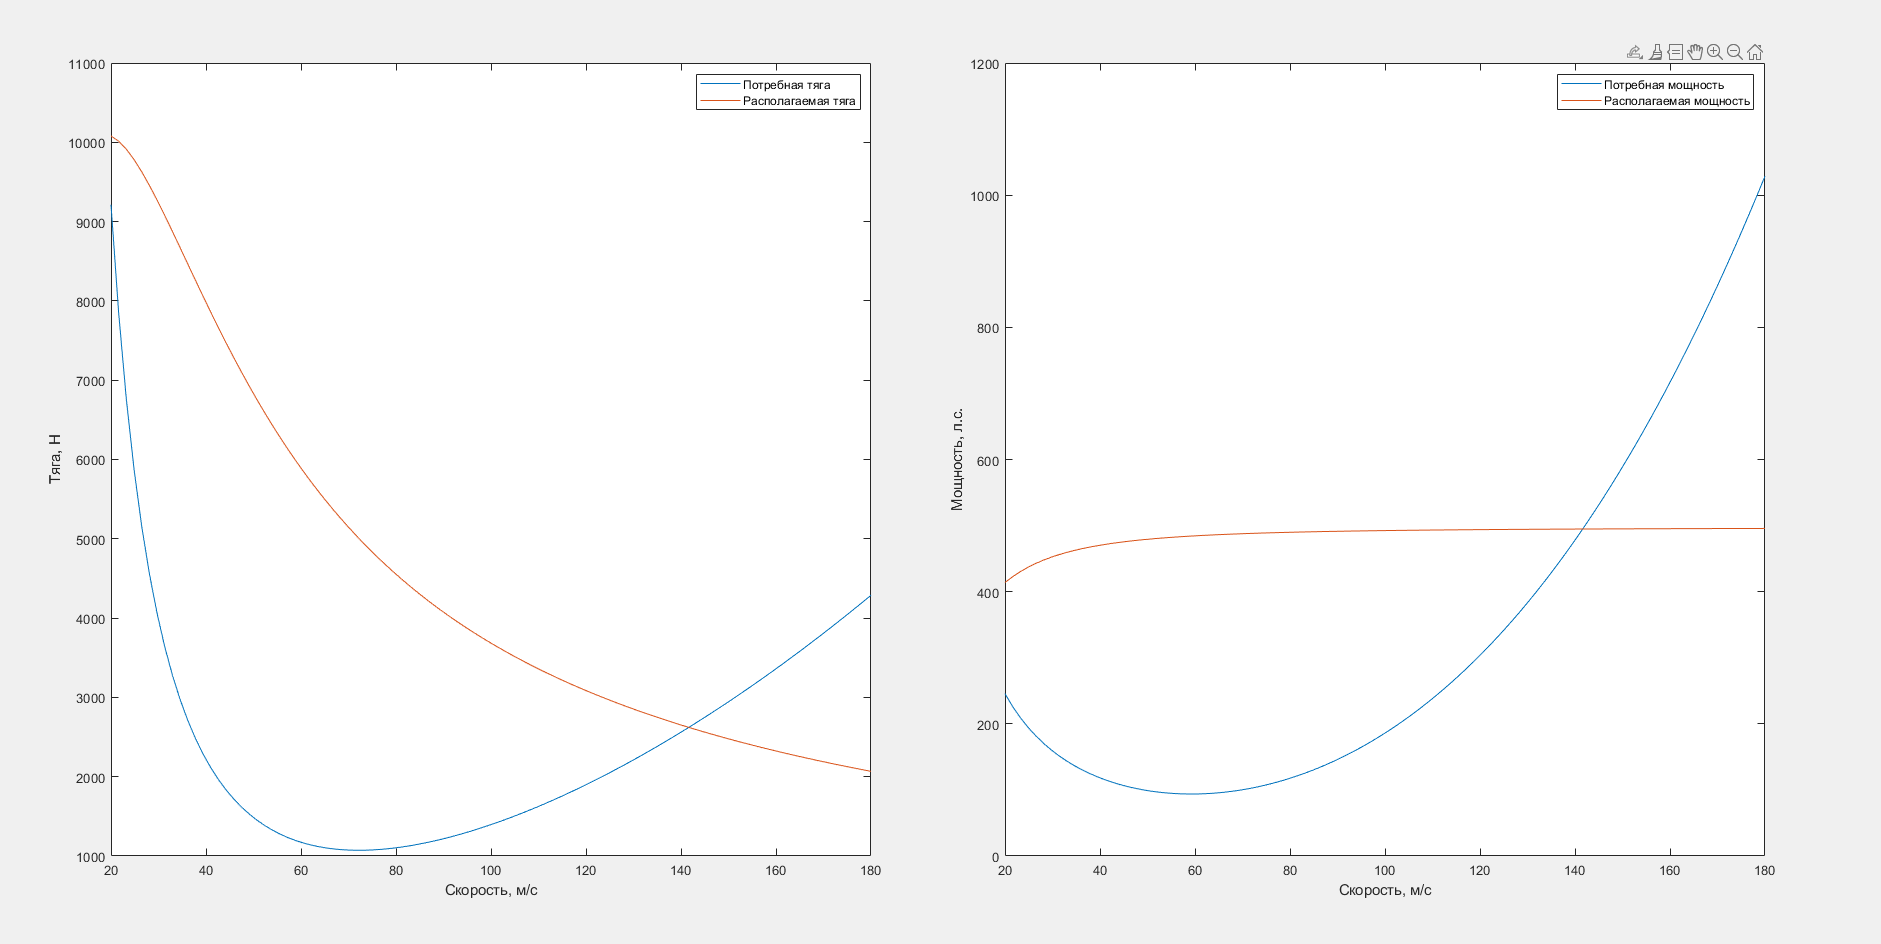 11000
10000
9000
8000
7000
6000
5000
4000
3000
2000
1000
Тяга, Н
20 40 60 80 100 120 140 160 180
Скорость, м/с
Потребная тяга
Располагаемая тяга
1200
1000
800
600
400
200
0
Мощность, л.с.
20 40 60 80 100 120 140 160 180
Скорость, м/с
Потребная мощность
Располагаемая мощность